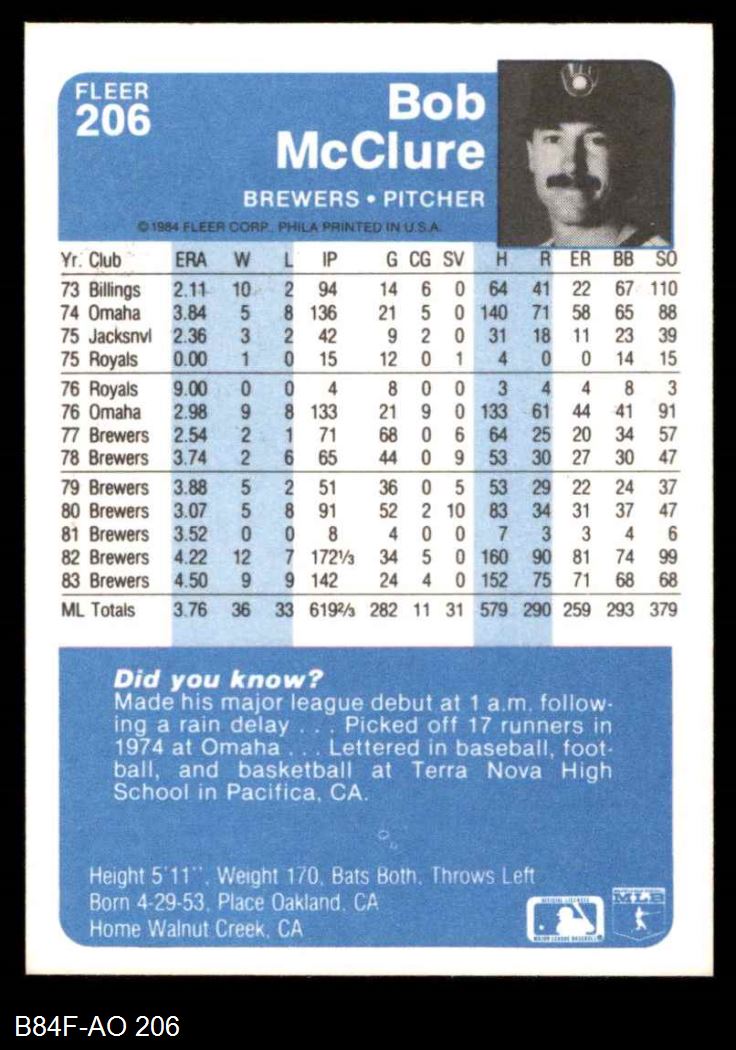 FLEER
206
Bob
McClure
BREWERS • PITCHER
©1984 FLEER CORP. PHILA PRINTED IN U.S.A.
Yr. Club ERA W L IP G CG SV H R ER BB SO
73 Billings 2.11 10 2 94 14 6 0 64 41 22 67 110
74 Omaha 3.84 5 8 136 21 5 0 140 71 58 65 88
75 Jacksnvl 2.36 3 2 42 9 2 0 31 18 11 23 39
75 Royals 0.00 1 0 15 12 0 1 4 0 0 14 15
76 Royals 9.00 0 0 4 8 0 0 3 4 4 8 3
76 Omaha 2.98 9 8 133 21 9 0 133 61 44 41 91
77 Brewers 2.54 2 1 71 68 0 6 64 25 20 34 57
78 Brewers 3.74 2 6 65 44 0 9 53 30 27 30 47
79 Brewers 3.88 5 2 51 36 0 5 53 29 22 24 37
80 Brewers 3.07 5 8 91 52 2 10 83 34 31 37 47
81 Brewers 3.52 0 0 8 4 0 0 7 3 3 4 6
82 Brewers 4.22 12 7 172⅓ 34 5 0 160 90 81 74 99
83 Brewers 4.50 9 9 142 24 4 0 152 75 71 68 68
ML Totals 3.76 36 33 619⅔ 282 11 31 579 290 259 293 379
Did you know?
Made his major league debut at 1 a.m. follow-
ing a rain delay . . . Picked off 17 runners in
1974 at Omaha . . . Lettered in baseball, foot-
ball, and basketball at Terra Nova High
School in Pacifica, CA.
Height 5'11", Weight 170, Bats Both, Throws Left
Born 4-29-53, Place Oakland, CA
Home Walnut Creek, CA
MAJOR LEAGUE BASEBALL
MLB
B84F-AO 206